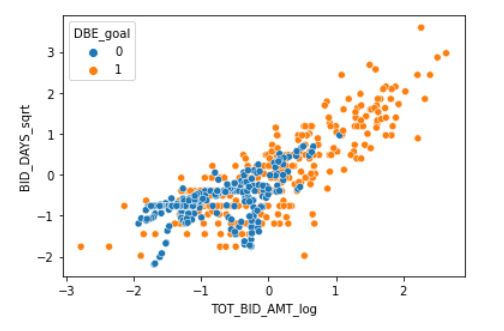 DBE_goal
0
1
3
2
1
0
−1
−2
BID_DAYS_sqrt
−3 −2 −1 0 1 2
TOT_BID_AMT_log